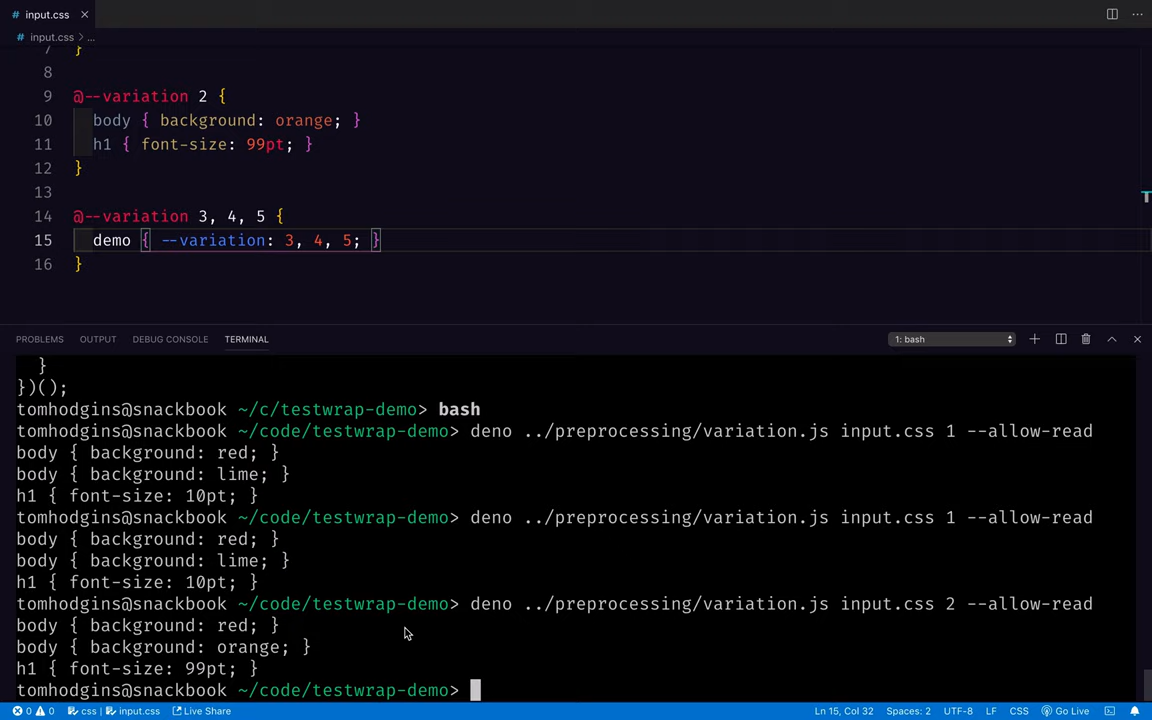 # input.css ×
# input.css > ...
7 }
8
9 @--variation 2 {
10 body { background: orange; }
11 h1 { font-size: 99pt; }
12 }
13
14 @--variation 3, 4, 5 {
15 demo { --variation: 3, 4, 5; }
16 }
PROBLEMS OUTPUT DEBUG CONSOLE TERMINAL 1: bash
}
})();
tomhodgins@snackbook ~/c/testwrap-demo> bash
tomhodgins@snackbook ~/code/testwrap-demo> deno ../preprocessing/variation.js input.css 1 --allow-read
body { background: red; }
body { background: lime; }
h1 { font-size: 10pt; }
tomhodgins@snackbook ~/code/testwrap-demo> deno ../preprocessing/variation.js input.css 1 --allow-read
body { background: red; }
body { background: lime; }
h1 { font-size: 10pt; }
tomhodgins@snackbook ~/code/testwrap-demo> deno ../preprocessing/variation.js input.css 2 --allow-read
body { background: red; }
body { background: orange; }
h1 { font-size: 99pt; }
tomhodgins@snackbook ~/code/testwrap-demo>
0 0 css | input.css Live Share Ln 15, Col 32 Spaces: 2 UTF-8 LF CSS Go Live